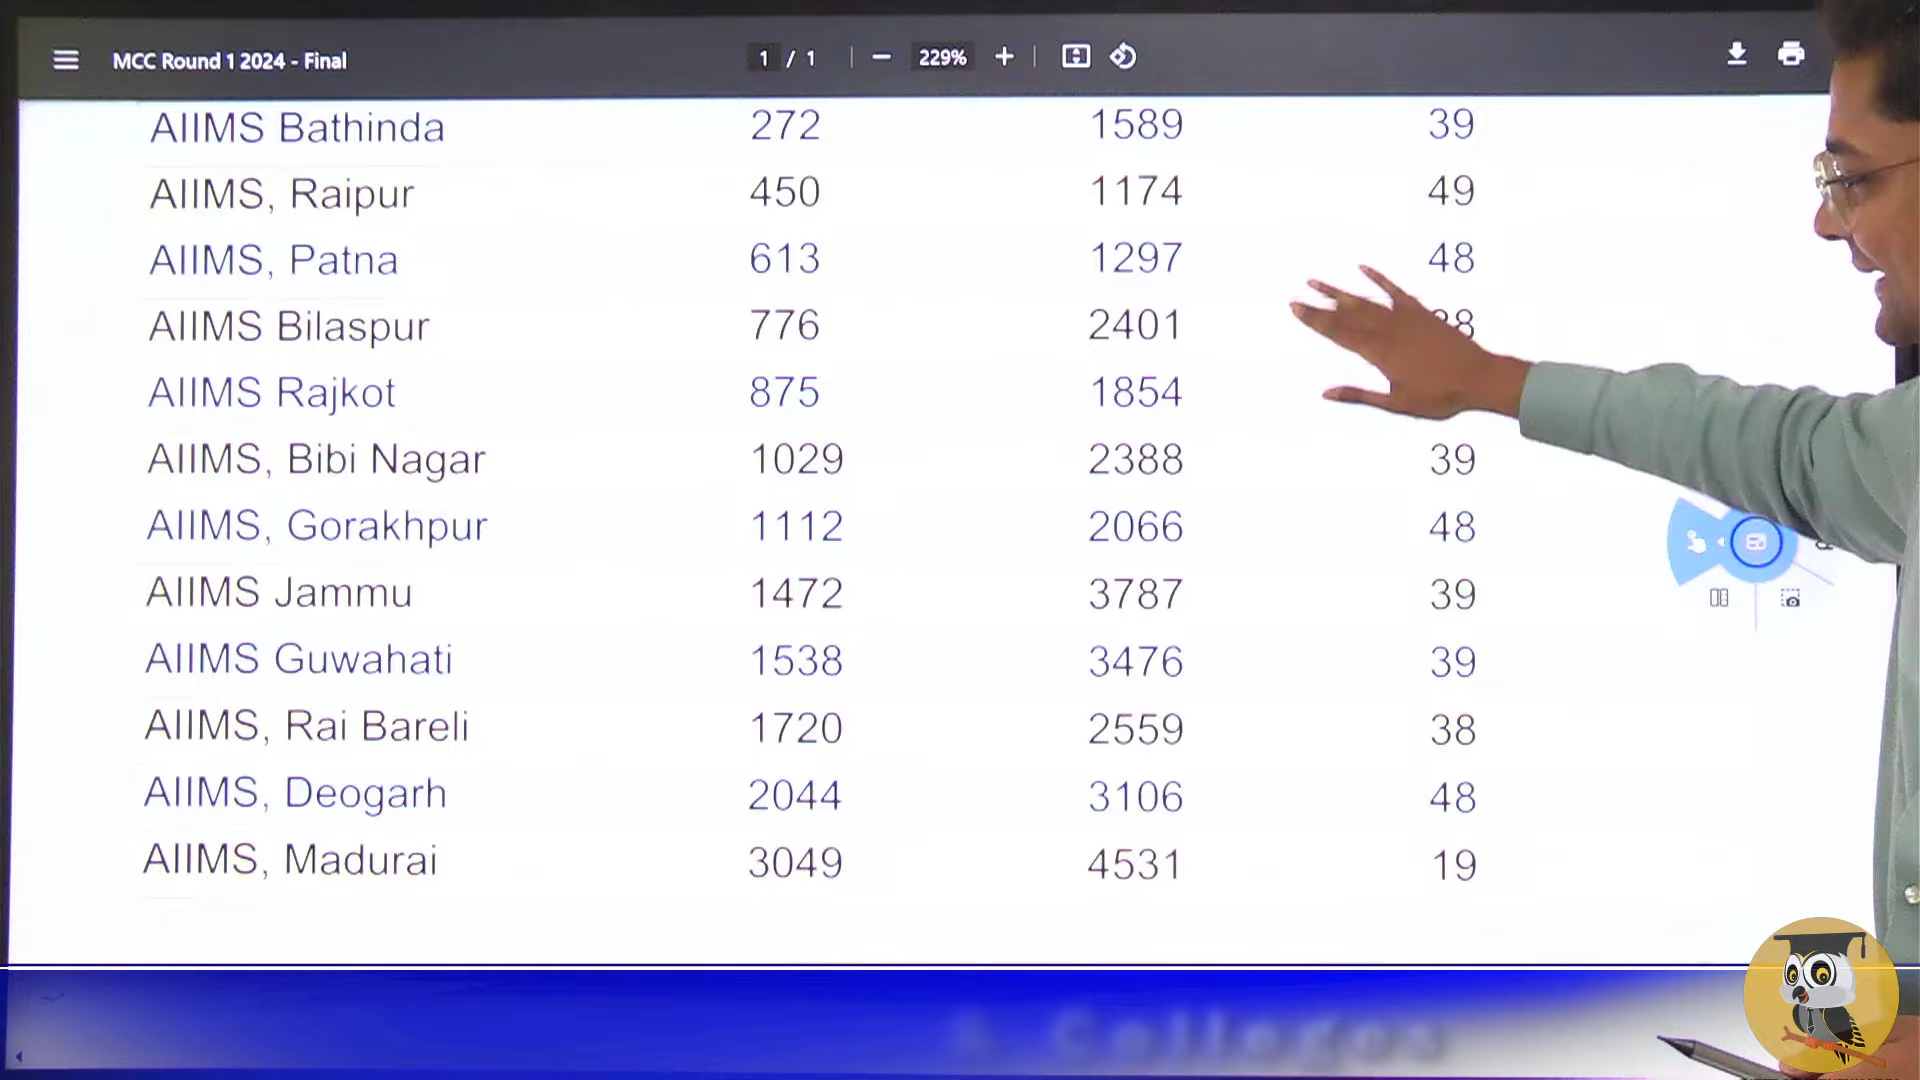 MCC Round 1 2024 - Final 1 / 1 229%
AIIMS Bathinda 272 1589 39
AIIMS, Raipur 450 1174 49
AIIMS, Patna 613 1297 48
AIIMS Bilaspur 776 2401
AIIMS Rajkot 875 1854
AIIMS, Bibi Nagar 1029 2388 39
AIIMS, Gorakhpur 1112 2066 48
AIIMS Jammu 1472 3787 39
AIIMS Guwahati 1538 3476 39
AIIMS, Rai Bareli 1720 2559 38
AIIMS, Deogarh 2044 3106 48
AIIMS, Madurai 3049 4531 19
Colleges